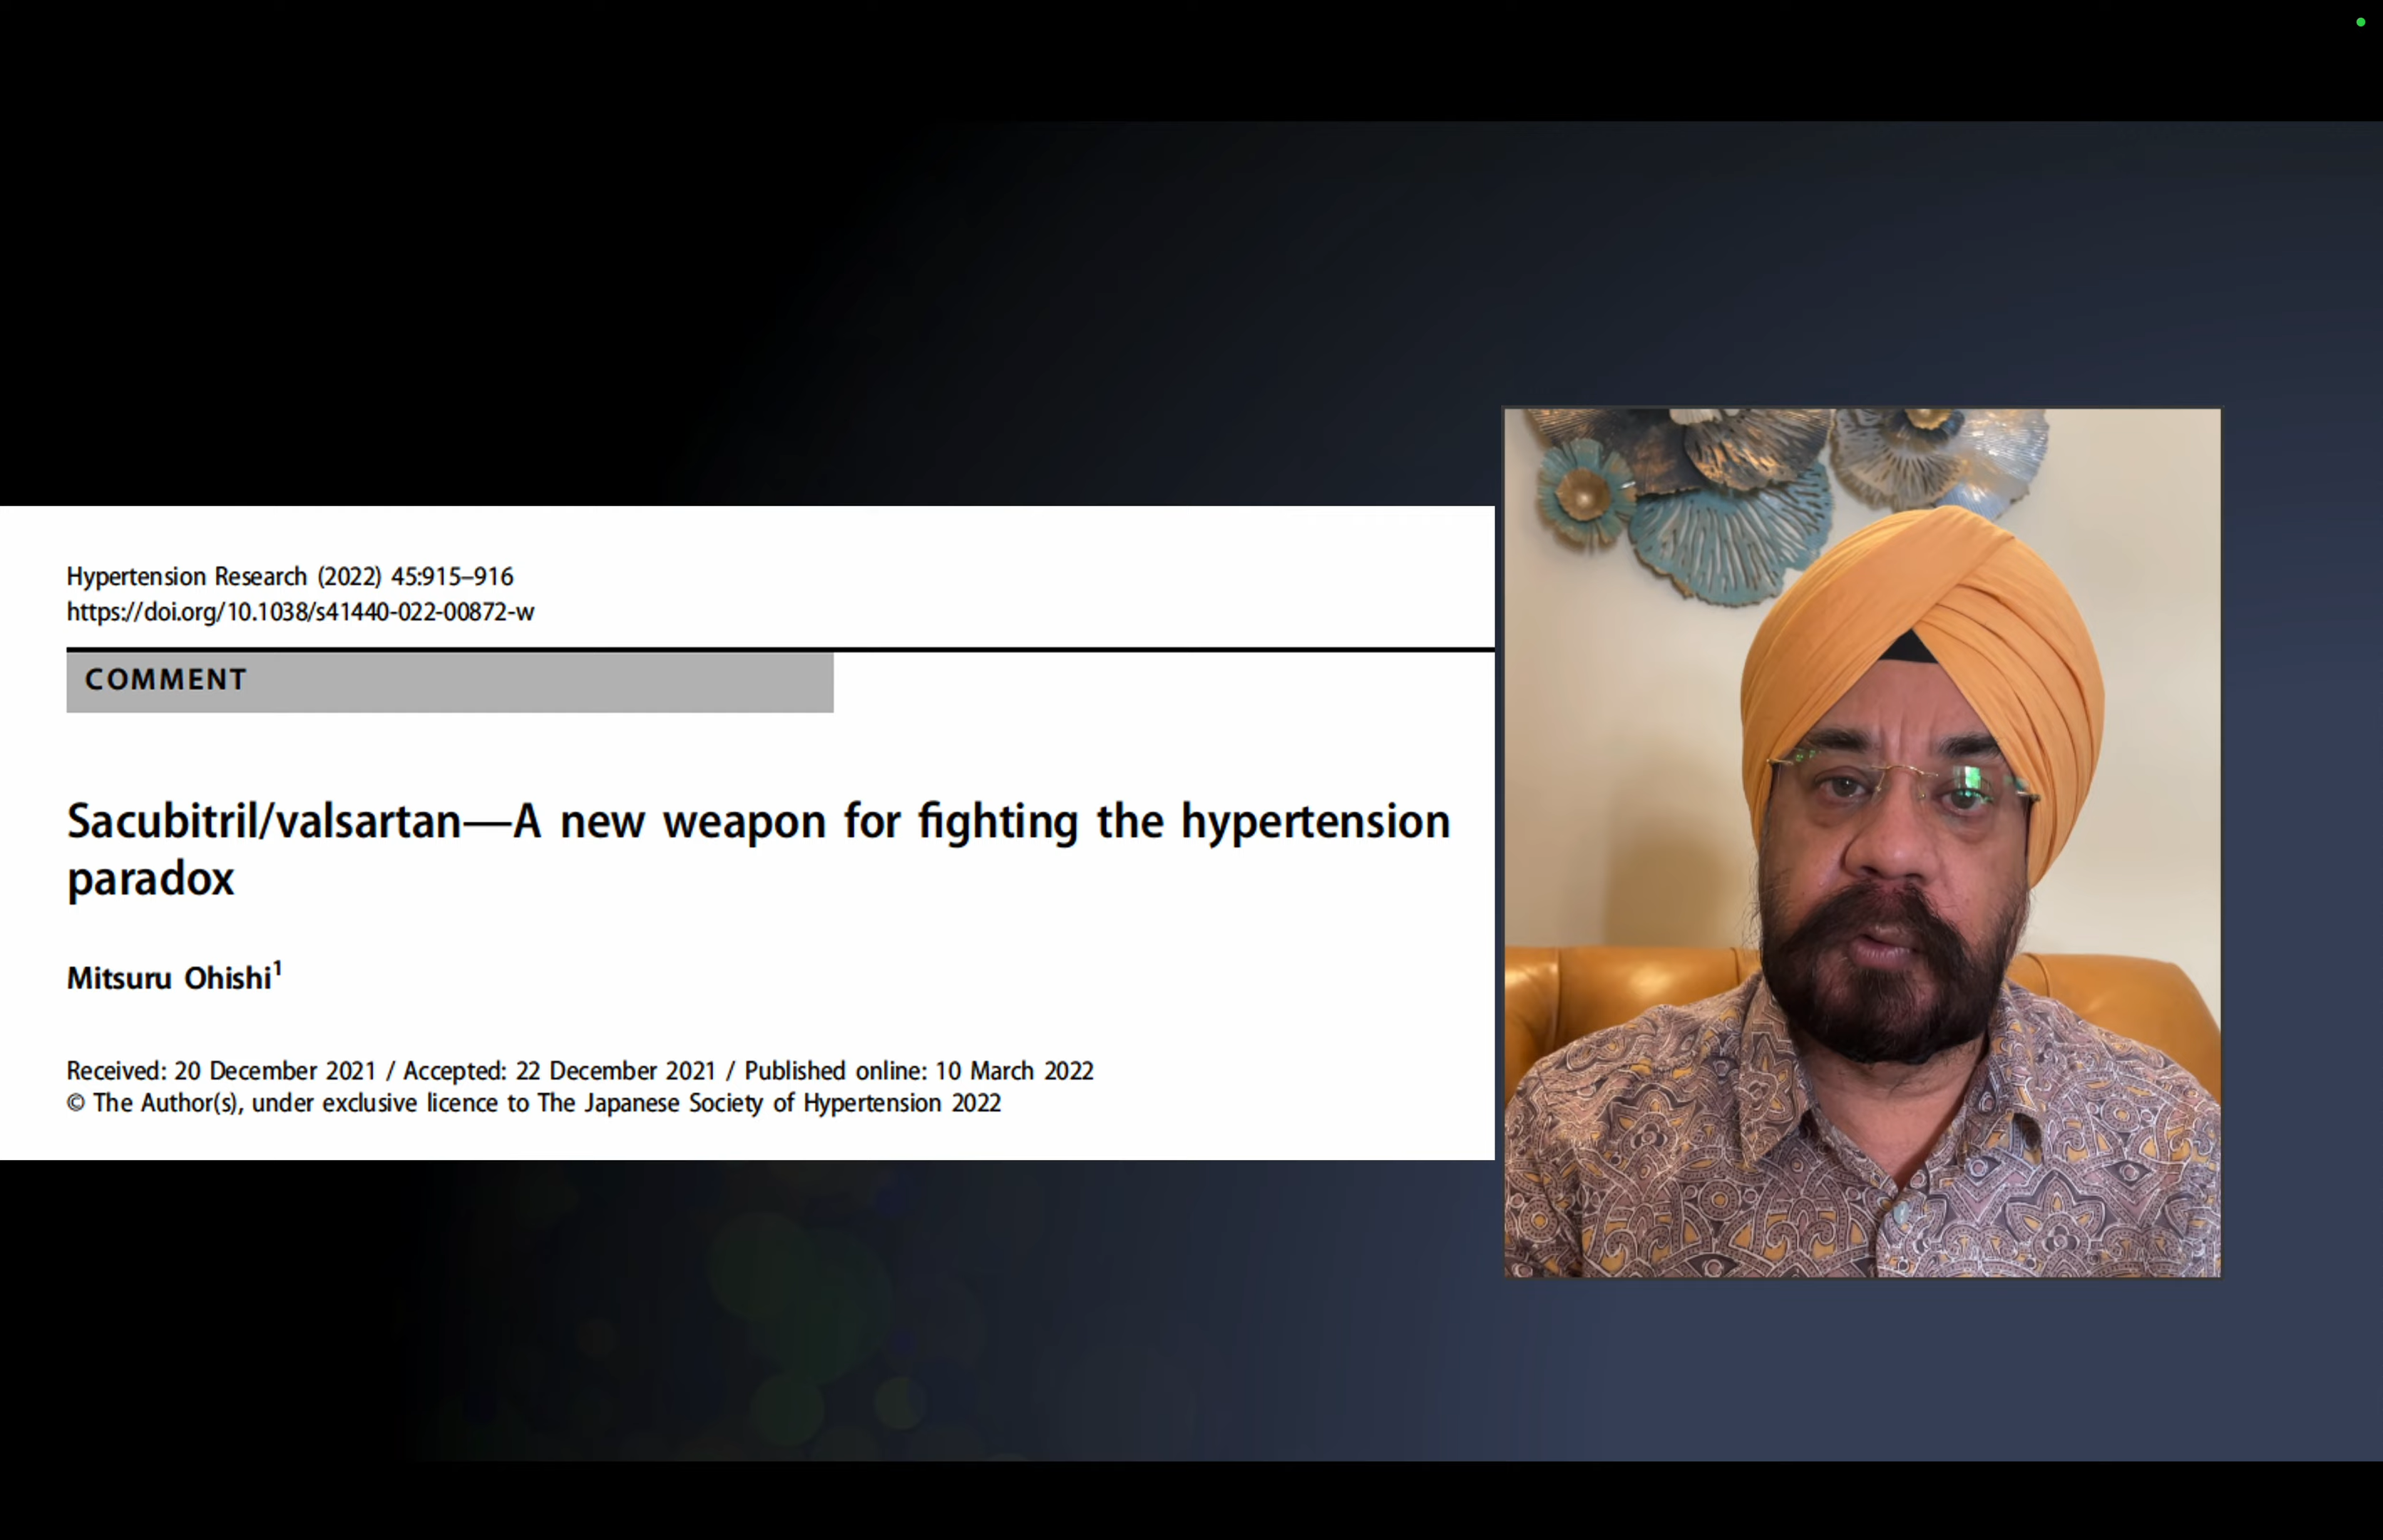 Hypertension Research (2022) 45:915–916
https://doi.org/10.1038/s41440-022-00872-w
COMMENT
Sacubitril/valsartan—A new weapon for fighting the hypertension
paradox
Mitsuru Ohishi¹
Received: 20 December 2021 / Accepted: 22 December 2021 / Published online: 10 March 2022
© The Author(s), under exclusive licence to The Japanese Society of Hypertension 2022